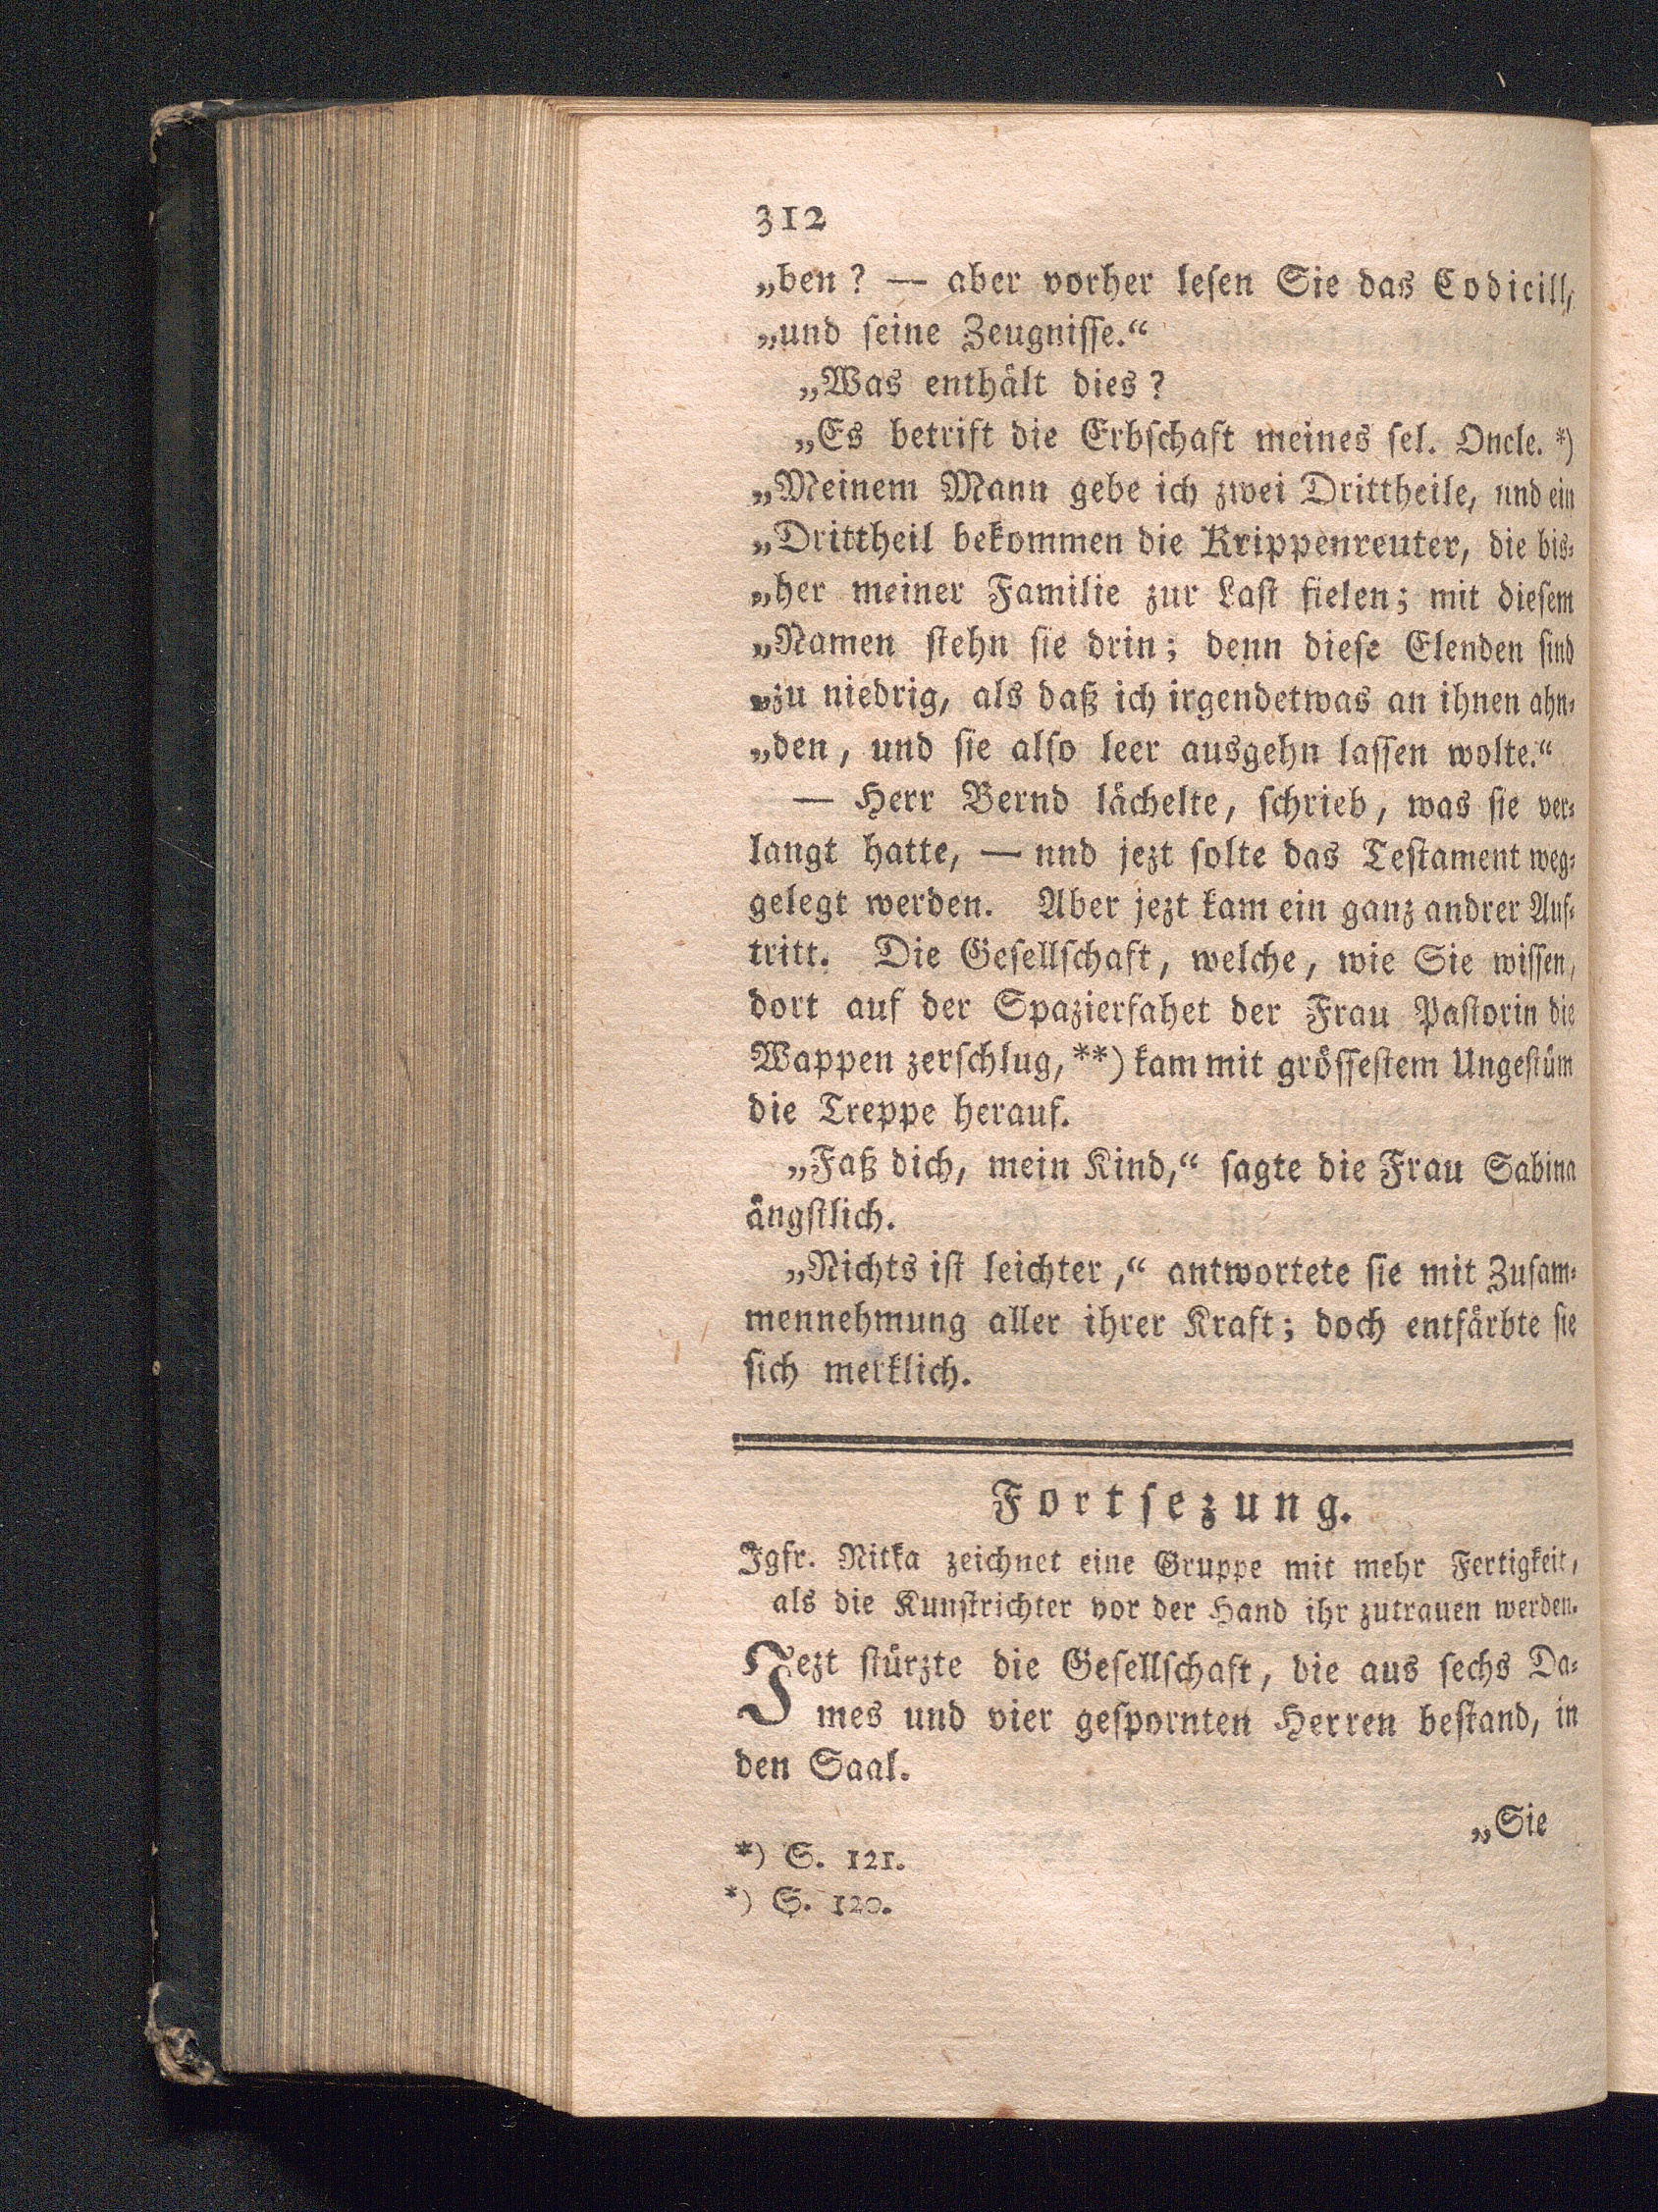 312
„ben? — aber vorher leſen Sie das Codicill,
„und ſeine Zeugniſſe.“
„Was enthält dies?
„Es betrift die Erbſchaft meines ſel. Oncle. *)
„Meinem Mann gebe ich zwei Drittheile, und ein
„Drittheil bekommen die Krippenreuter, die bis-
„her meiner Familie zur Laſt fielen; mit dieſem
„Namen ſtehn ſie drin; denn dieſe Elenden ſind
„zu niedrig, als daß ich irgendetwas an ihnen ahn-
„den, und ſie alſo leer ausgehn laſſen wolte.“
— Herr Bernd lächelte, ſchrieb, was ſie ver-
langt hatte, — nnd jezt ſolte das Teſtament weg-
gelegt werden. Aber jezt kam ein ganz andrer Auf-
tritt. Die Geſellſchaft, welche, wie Sie wiſſen,
dort auf der Spazierfahet der Frau Paſtorin die
Wappen zerſchlug, **) kam mit gröſſeſtem Ungeſtüm
die Treppe herauf.
„Faß dich, mein Kind,“ ſagte die Frau Sabina
ängſtlich.
„Nichts iſt leichter,“ antwortete ſie mit Zuſam-
mennehmung aller ihrer Kraft; doch entfärbte ſie
ſich merklich.
Fortſezung.
Jgfr. Nitka zeichnet eine Gruppe mit mehr Fertigkeit,
als die Kunſtrichter vor der Hand ihr zutrauen werden.
Jezt ſtürzte die Geſellſchaft, die aus ſechs Da-
mes und vier geſpornten Herren beſtand, in
den Saal.
„Sie
*) S. 121.
*) S. 120.